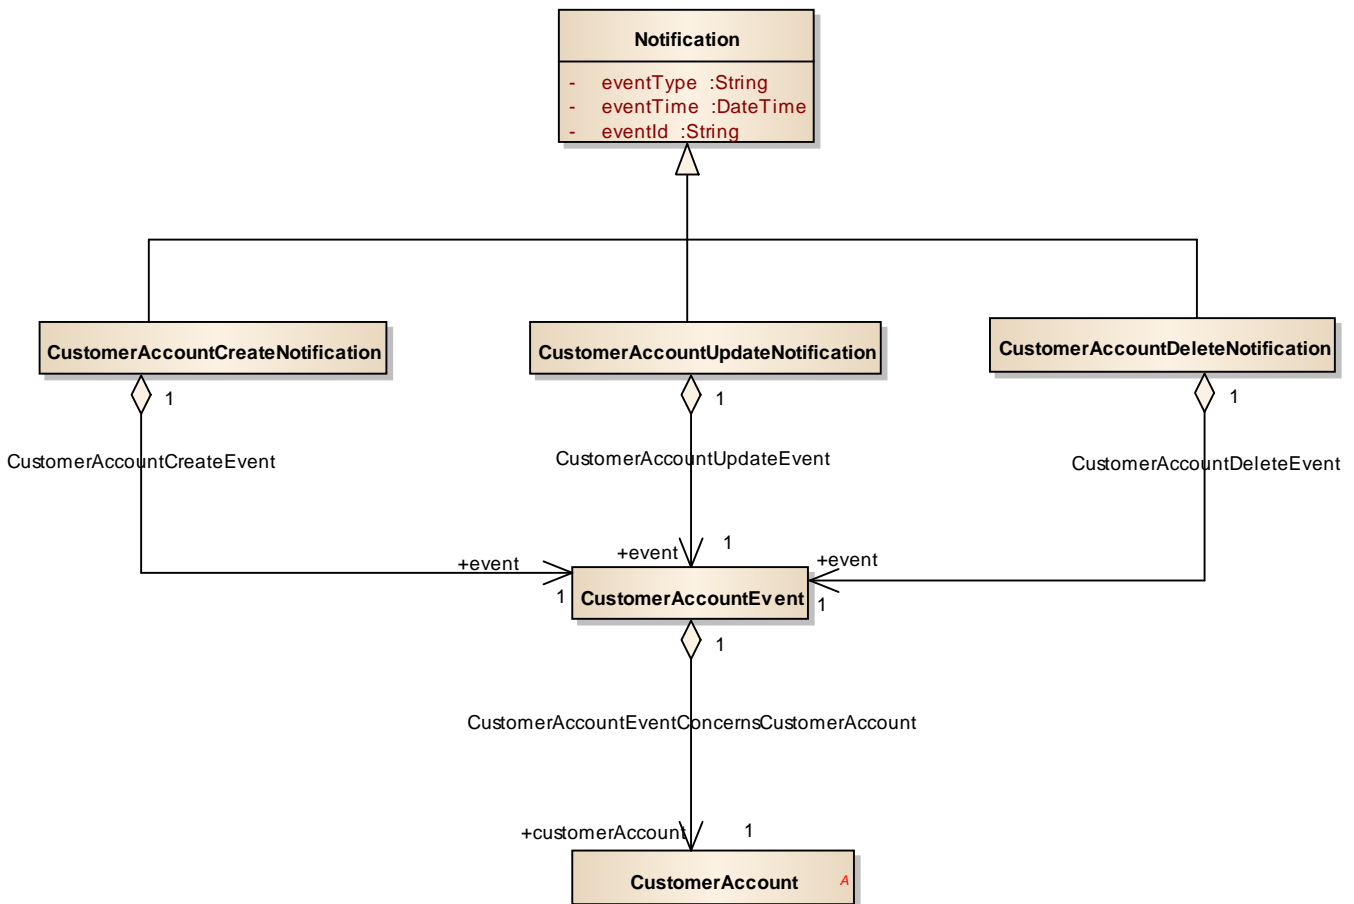 Notification
- eventType :String
- eventTime :DateTime
- eventId :String
CustomerAccountCreateNotification
CustomerAccountUpdateNotification
CustomerAccountDeleteNotification
1
1
1
CustomerAccountCreateEvent
CustomerAccountUpdateEvent
CustomerAccountDeleteEvent
+event
1
+event
1
+event
1
CustomerAccountEvent
1
CustomerAccountEventConcernsCustomerAccount
+customerAccount
1
CustomerAccount
A